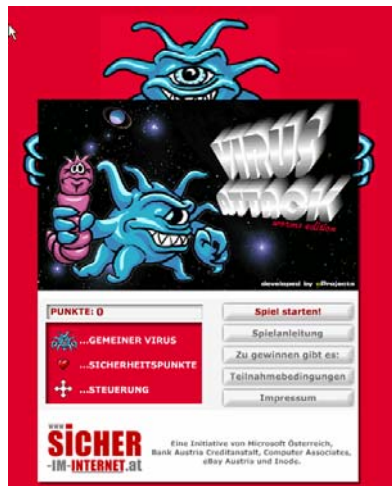 VIRUS
ATTACK
developed by eProjects
PUNKTE: 0
...GEMEINER VIRUS
...SICHERHEITSPUNKTE
...STEUERUNG
Spiel starten!
Spielanleitung
Zu gewinnen gibt es:
Teilnahmebedingungen
Impressum
www
SICHER
-IM-INTERNET.at
Eine Initiative von Microsoft Österreich,
Bank Austria Creditanstalt, Computer Associates,
eBay Austria und Inode.